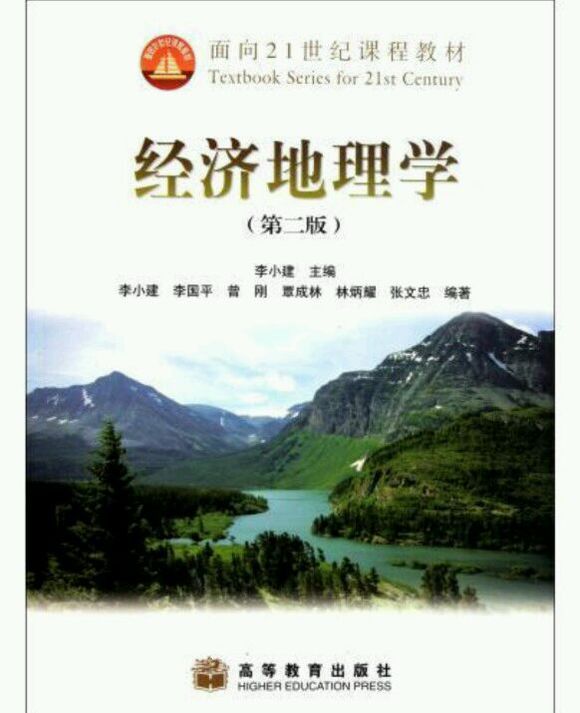 面向21世纪课程教材
Textbook Series for 21st Century
经济地理学
（第二版）
李小建 主编
李小建 李国平 曾刚 覃成林 林炳耀 张文忠 编著
高等教育出版社
HIGHER EDUCATION PRESS